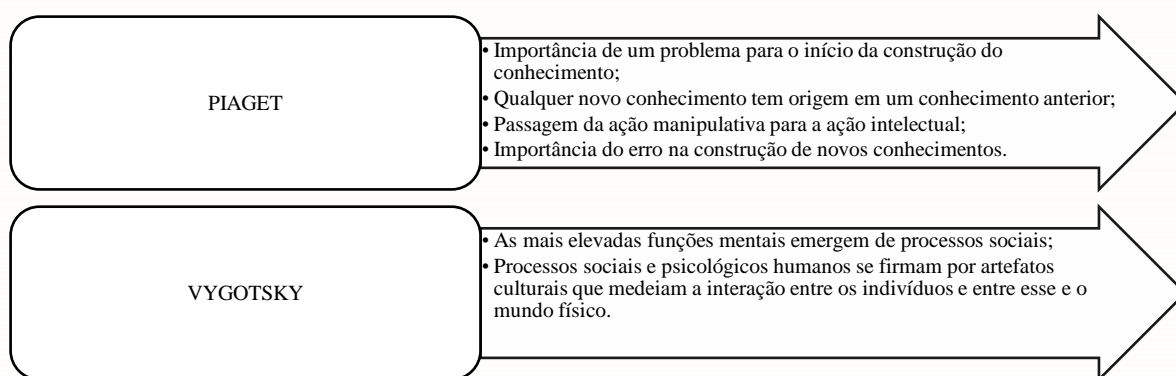 PIAGET
• Importância de um problema para o início da construção do
conhecimento;
• Qualquer novo conhecimento tem origem em um conhecimento anterior;
• Passagem da ação manipulativa para a ação intelectual;
• Importância do erro na construção de novos conhecimentos.
VYGOTSKY
• As mais elevadas funções mentais emergem de processos sociais;
• Processos sociais e psicológicos humanos se firmam por artefatos
culturais que medeiam a interação entre os indivíduos e entre esse e o
mundo físico.